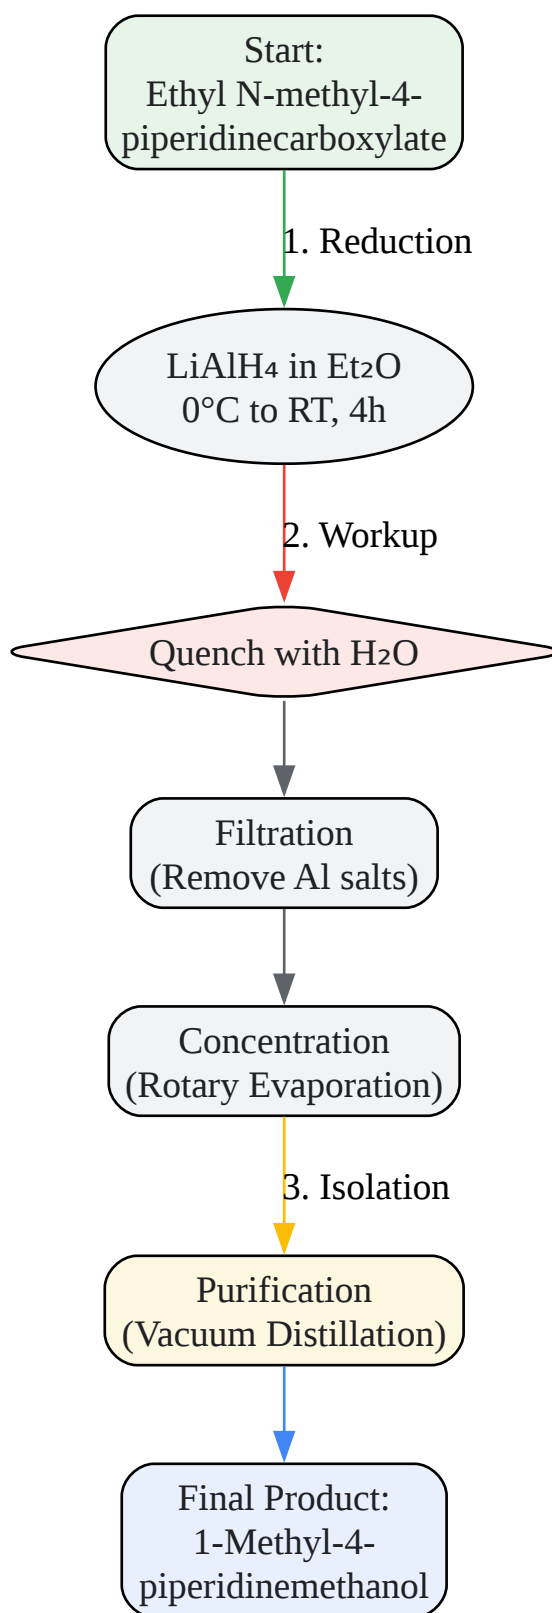 Start:
Ethyl N-methyl-4-
piperidinecarboxylate
1. Reduction
LiAlH₄ in Et₂O
0°C to RT, 4h
2. Workup
Quench with H₂O
Filtration
(Remove Al salts)
Concentration
(Rotary Evaporation)
3. Isolation
Purification
(Vacuum Distillation)
Final Product:
1-Methyl-4-
piperidinemethanol